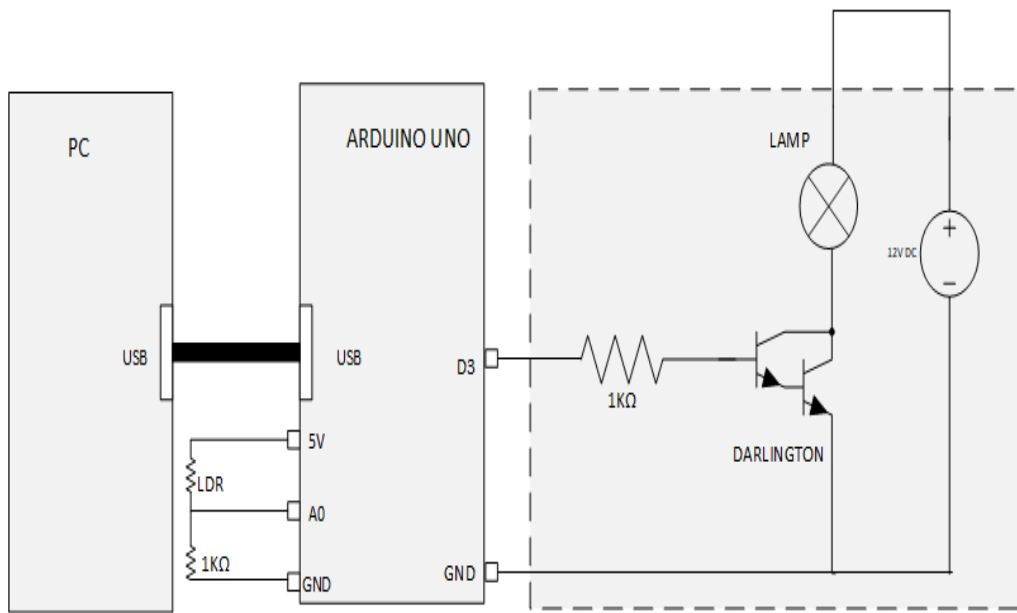 PC
USB
ARDUINO UNO
USB
D3
5V
A0
GND
GND
LDR
1KΩ
1KΩ
DARLINGTON
LAMP
12V DC
+
−